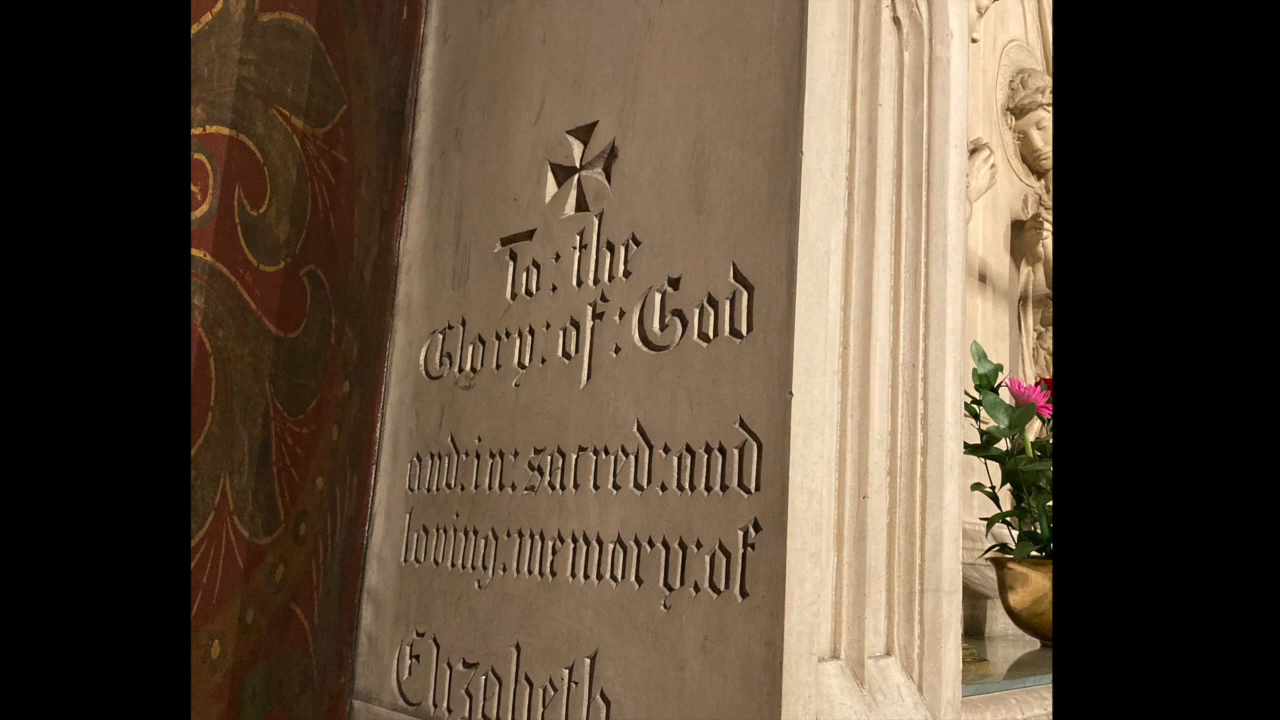 To: the
Glory: of: God
and: in: sacred: and
loving: memory: of
Elizabeth